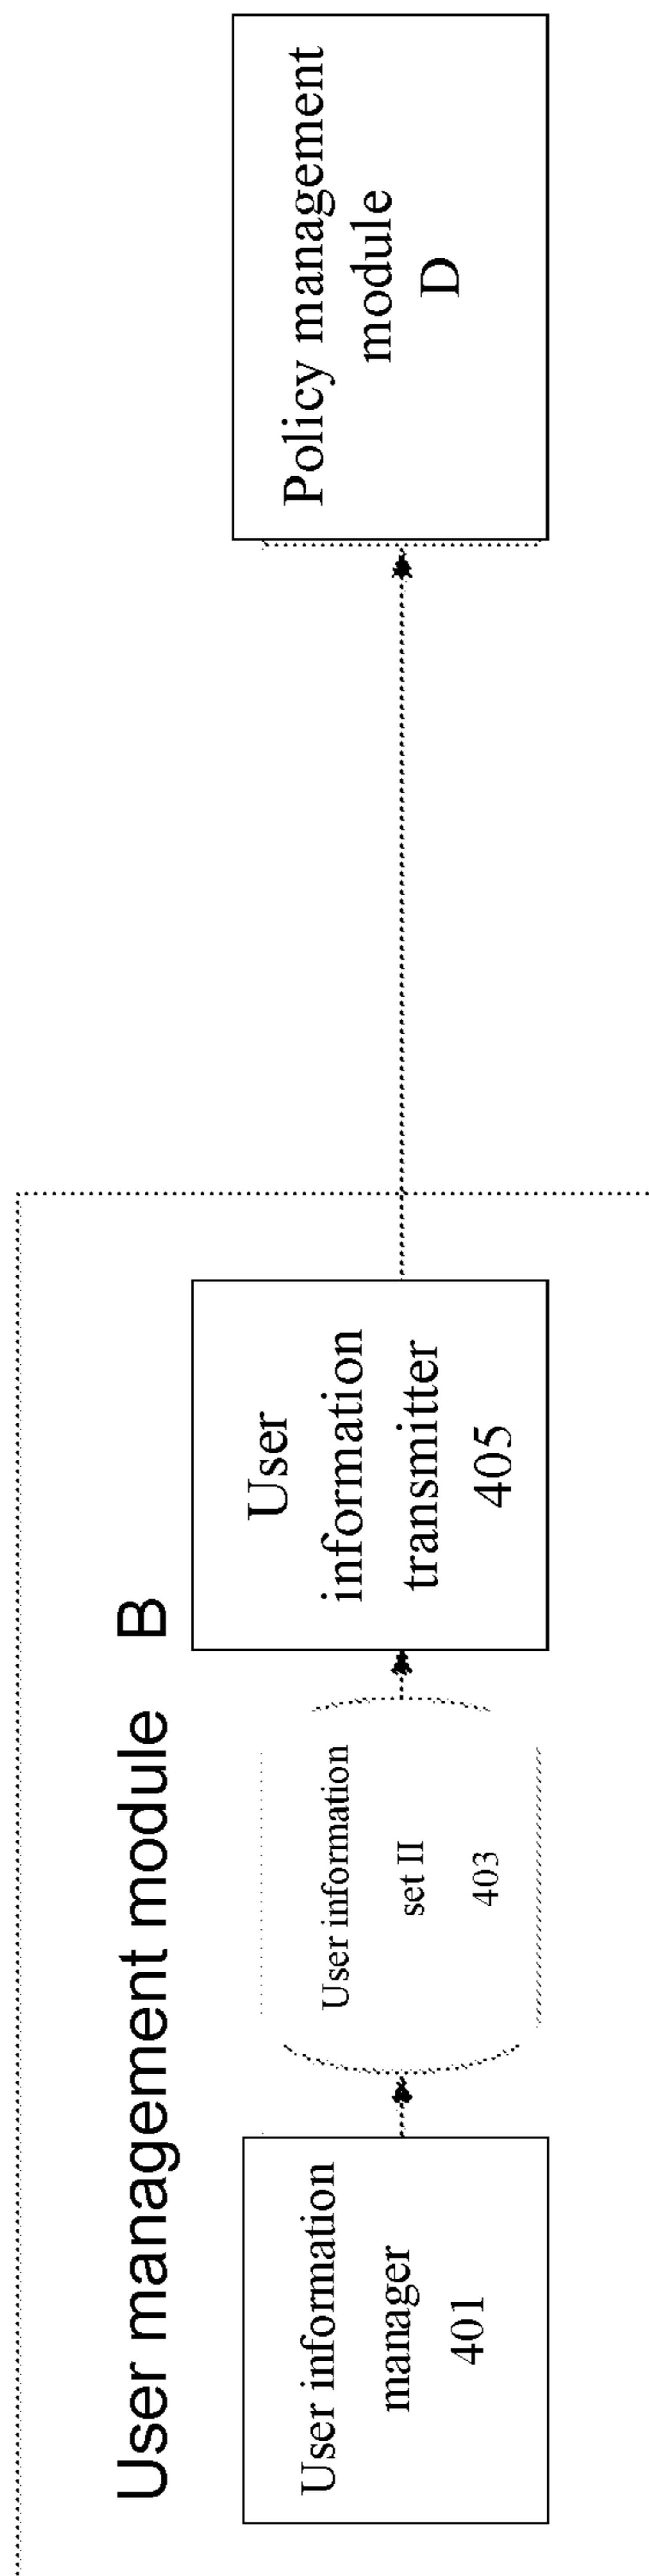 User management module B
User information
manager
401
User information
set II
403
User
information
transmitter
405
Policy management
module
D